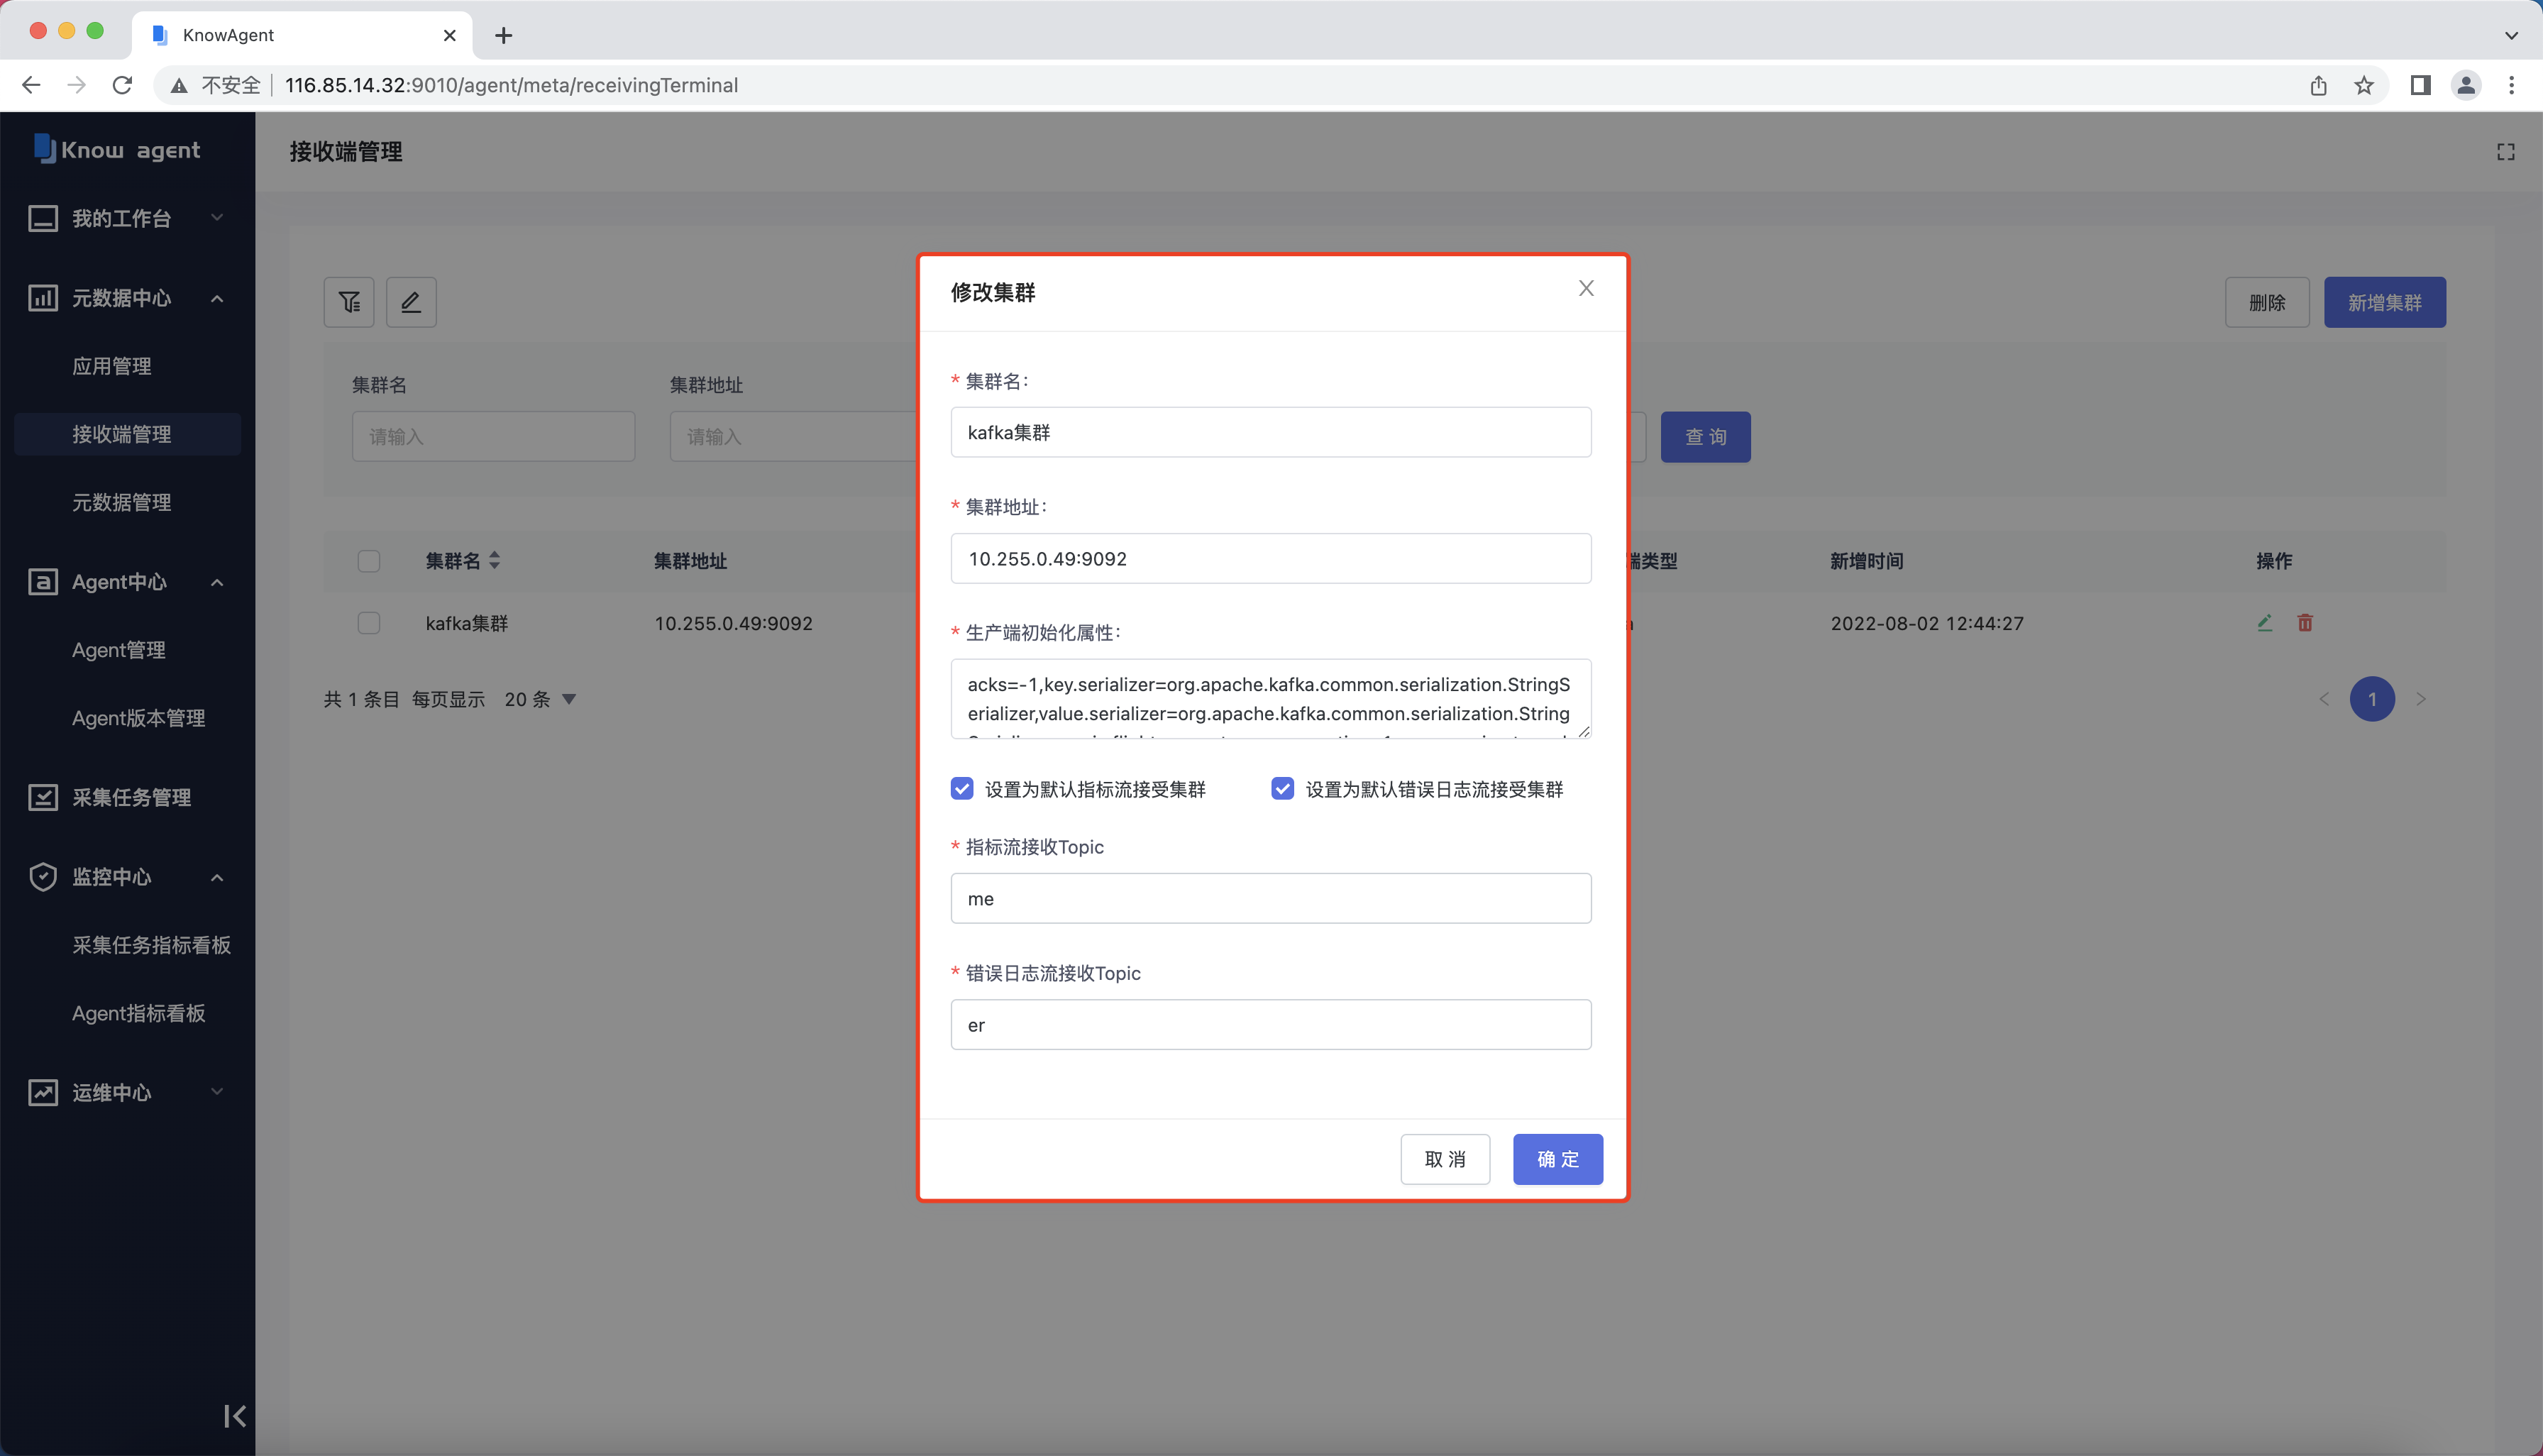 KnowAgent
不安全
116.85.14.32:9010/agent/meta/receivingTerminal
Know agent
我的工作台
元数据中心
应用管理
接收端管理
元数据管理
Agent中心
Agent管理
Agent版本管理
采集任务管理
监控中心
采集任务指标看板
Agent指标看板
运维中心
接收端管理
删除
新增集群
集群名
集群地址
请输入
请输入
查 询
集群名
集群地址
端类型
新增时间
操作
kafka集群
10.255.0.49:9092
2022-08-02 12:44:27
共 1 条目 每页显示 20 条
1
修改集群
* 集群名:
kafka集群
* 集群地址:
10.255.0.49:9092
* 生产端初始化属性:
acks=-1,key.serializer=org.apache.kafka.common.serialization.StringS
erializer,value.serializer=org.apache.kafka.common.serialization.String
设置为默认指标流接受集群
设置为默认错误日志流接受集群
* 指标流接收Topic
me
* 错误日志流接收Topic
er
取 消
确 定